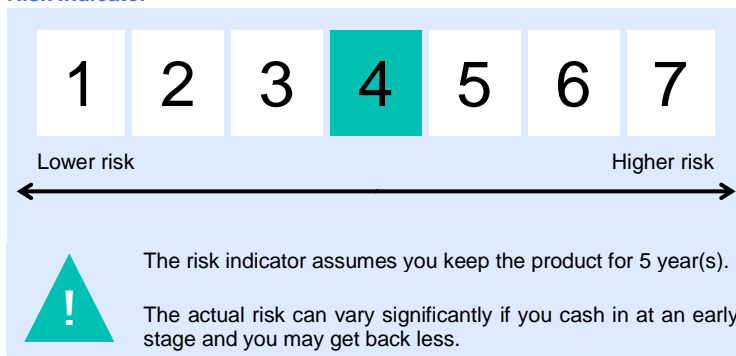 Risk Indicator
1 2 3 4 5 6 7
Lower risk Higher risk
!
The risk indicator assumes you keep the product for 5 year(s).
The actual risk can vary significantly if you cash in at an early
stage and you may get back less.